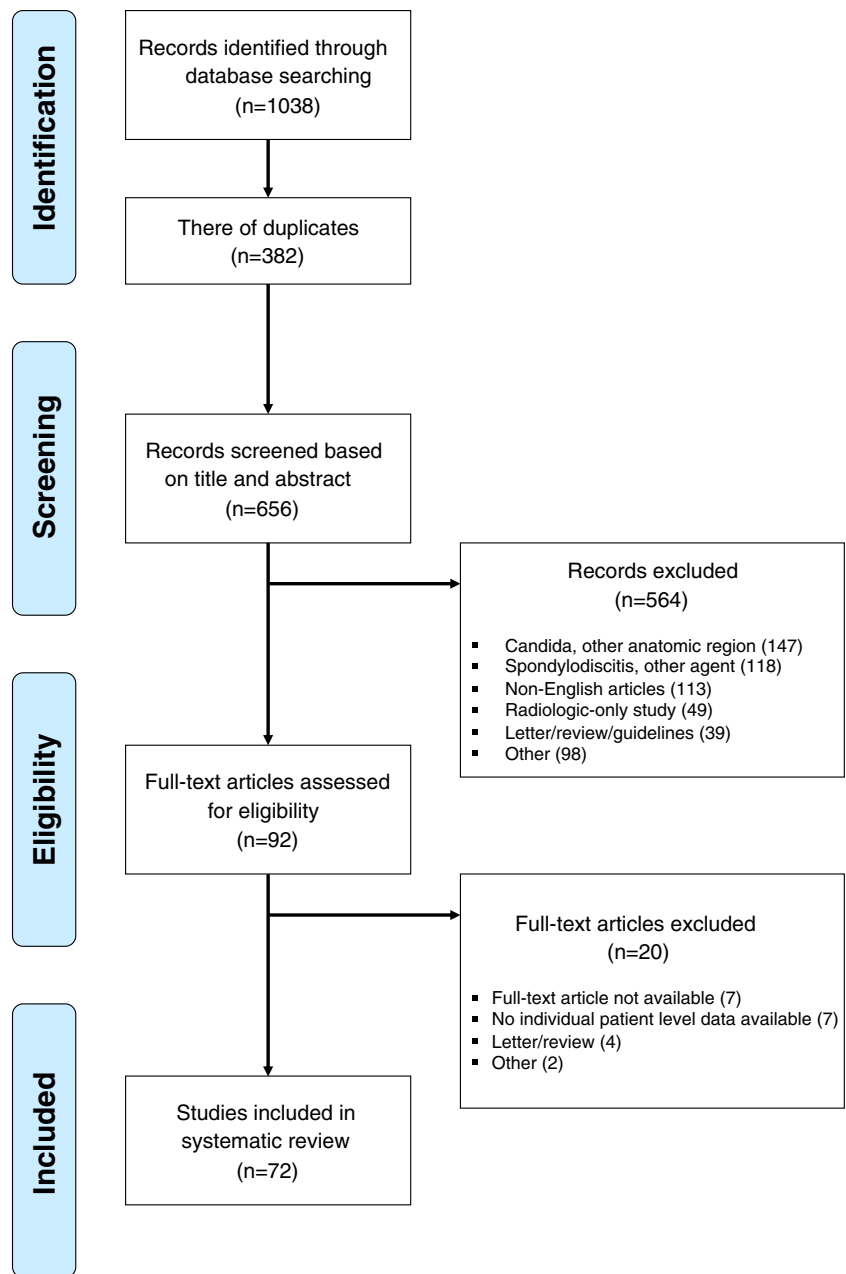 Identification
Records identified through
database searching
(n=1038)
There of duplicates
(n=382)
Screening
Records screened based
on title and abstract
(n=656)
Records excluded
(n=564)
▪ Candida, other anatomic region (147)
▪ Spondylodiscitis, other agent (118)
▪ Non-English articles (113)
▪ Radiologic-only study (49)
▪ Letter/review/guidelines (39)
▪ Other (98)
Eligibility
Full-text articles assessed
for eligibility
(n=92)
Full-text articles excluded
(n=20)
▪ Full-text article not available (7)
▪ No individual patient level data available (7)
▪ Letter/review (4)
▪ Other (2)
Included
Studies included in
systematic review
(n=72)